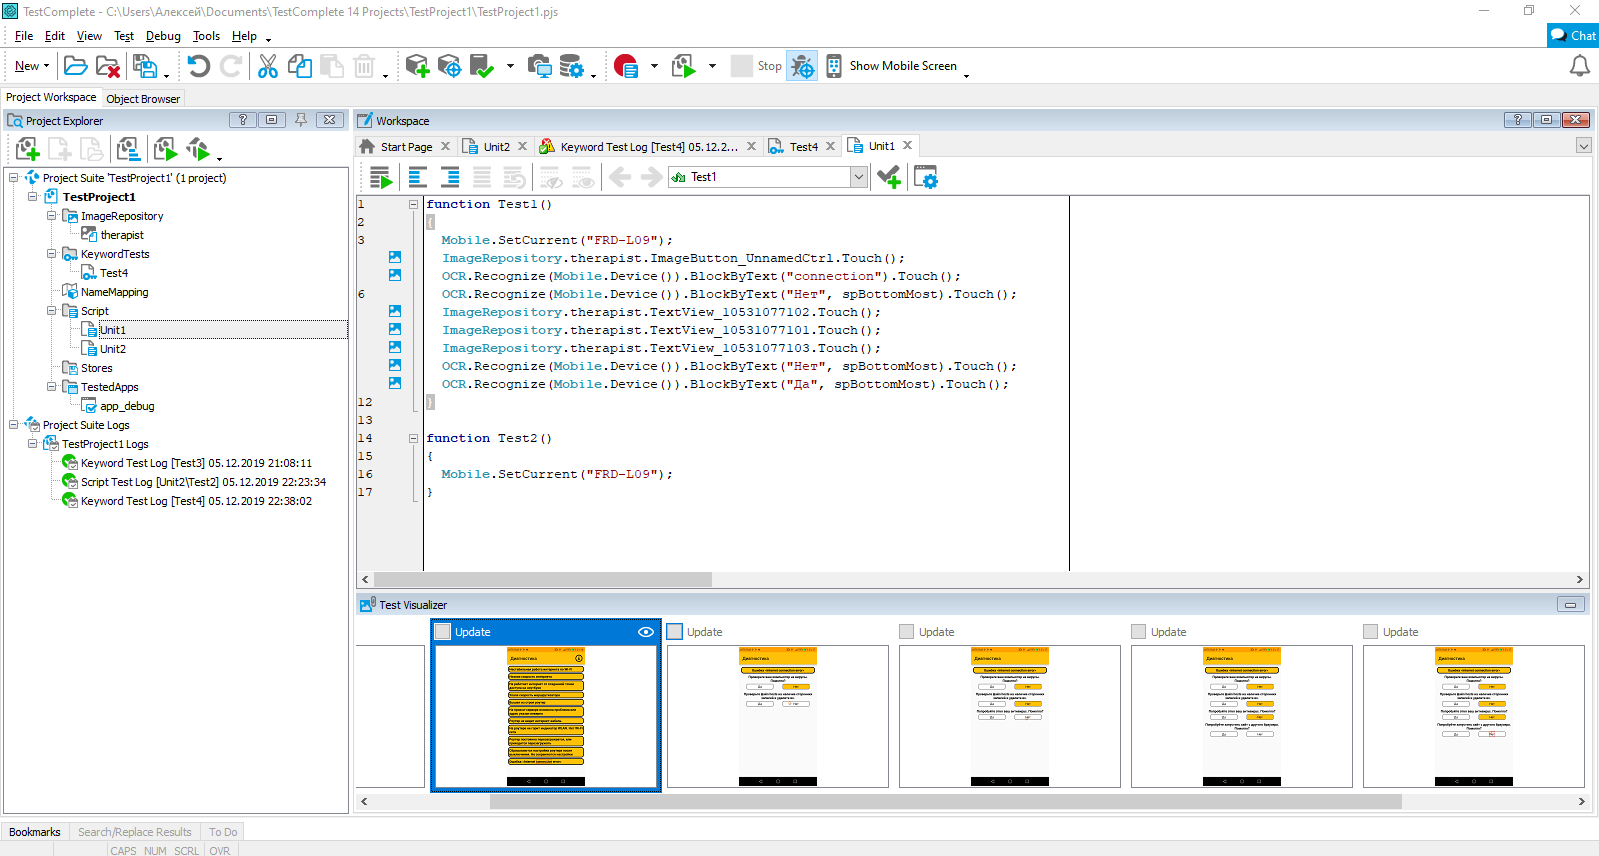 TestComplete - C:\Users\Алексей\Documents\TestComplete 14 Projects\TestProject1\TestProject1.pjs
File Edit View Test Debug Tools Help
Chat
New
Stop
Show Mobile Screen
Project Workspace
Object Browser
Project Explorer
Project Suite 'TestProject1' (1 project)
TestProject1
ImageRepository
therapist
KeywordTests
Test4
NameMapping
Script
Unit1
Unit2
Stores
TestedApps
app_debug
Project Suite Logs
TestProject1 Logs
Keyword Test Log [Test3] 05.12.2019 21:08:11
Script Test Log [Unit2\Test2] 05.12.2019 22:23:34
Keyword Test Log [Test4] 05.12.2019 22:38:02
Workspace
Start Page
Unit2
Keyword Test Log [Test4] 05.12.2...
Test4
Unit1
Test1
1 function Test1()
2 {
3 Mobile.SetCurrent("FRD-L09");
ImageRepository.therapist.ImageButton_UnnamedCtrl.Touch();
OCR.Recognize(Mobile.Device()).BlockByText("connection").Touch();
6 OCR.Recognize(Mobile.Device()).BlockByText("Нет", spBottomMost).Touch();
ImageRepository.therapist.TextView_10531077102.Touch();
ImageRepository.therapist.TextView_10531077101.Touch();
ImageRepository.therapist.TextView_10531077103.Touch();
OCR.Recognize(Mobile.Device()).BlockByText("Нет", spBottomMost).Touch();
OCR.Recognize(Mobile.Device()).BlockByText("Да", spBottomMost).Touch();
12 }
13
14 function Test2()
15 {
16 Mobile.SetCurrent("FRD-L09");
17 }
Test Visualizer
Update
Update
Update
Update
Update
Диагностика
Диагностика
Диагностика
Диагностика
Диагностика
Bookmarks
Search/Replace Results
To Do
CAPS NUM SCRL OVR